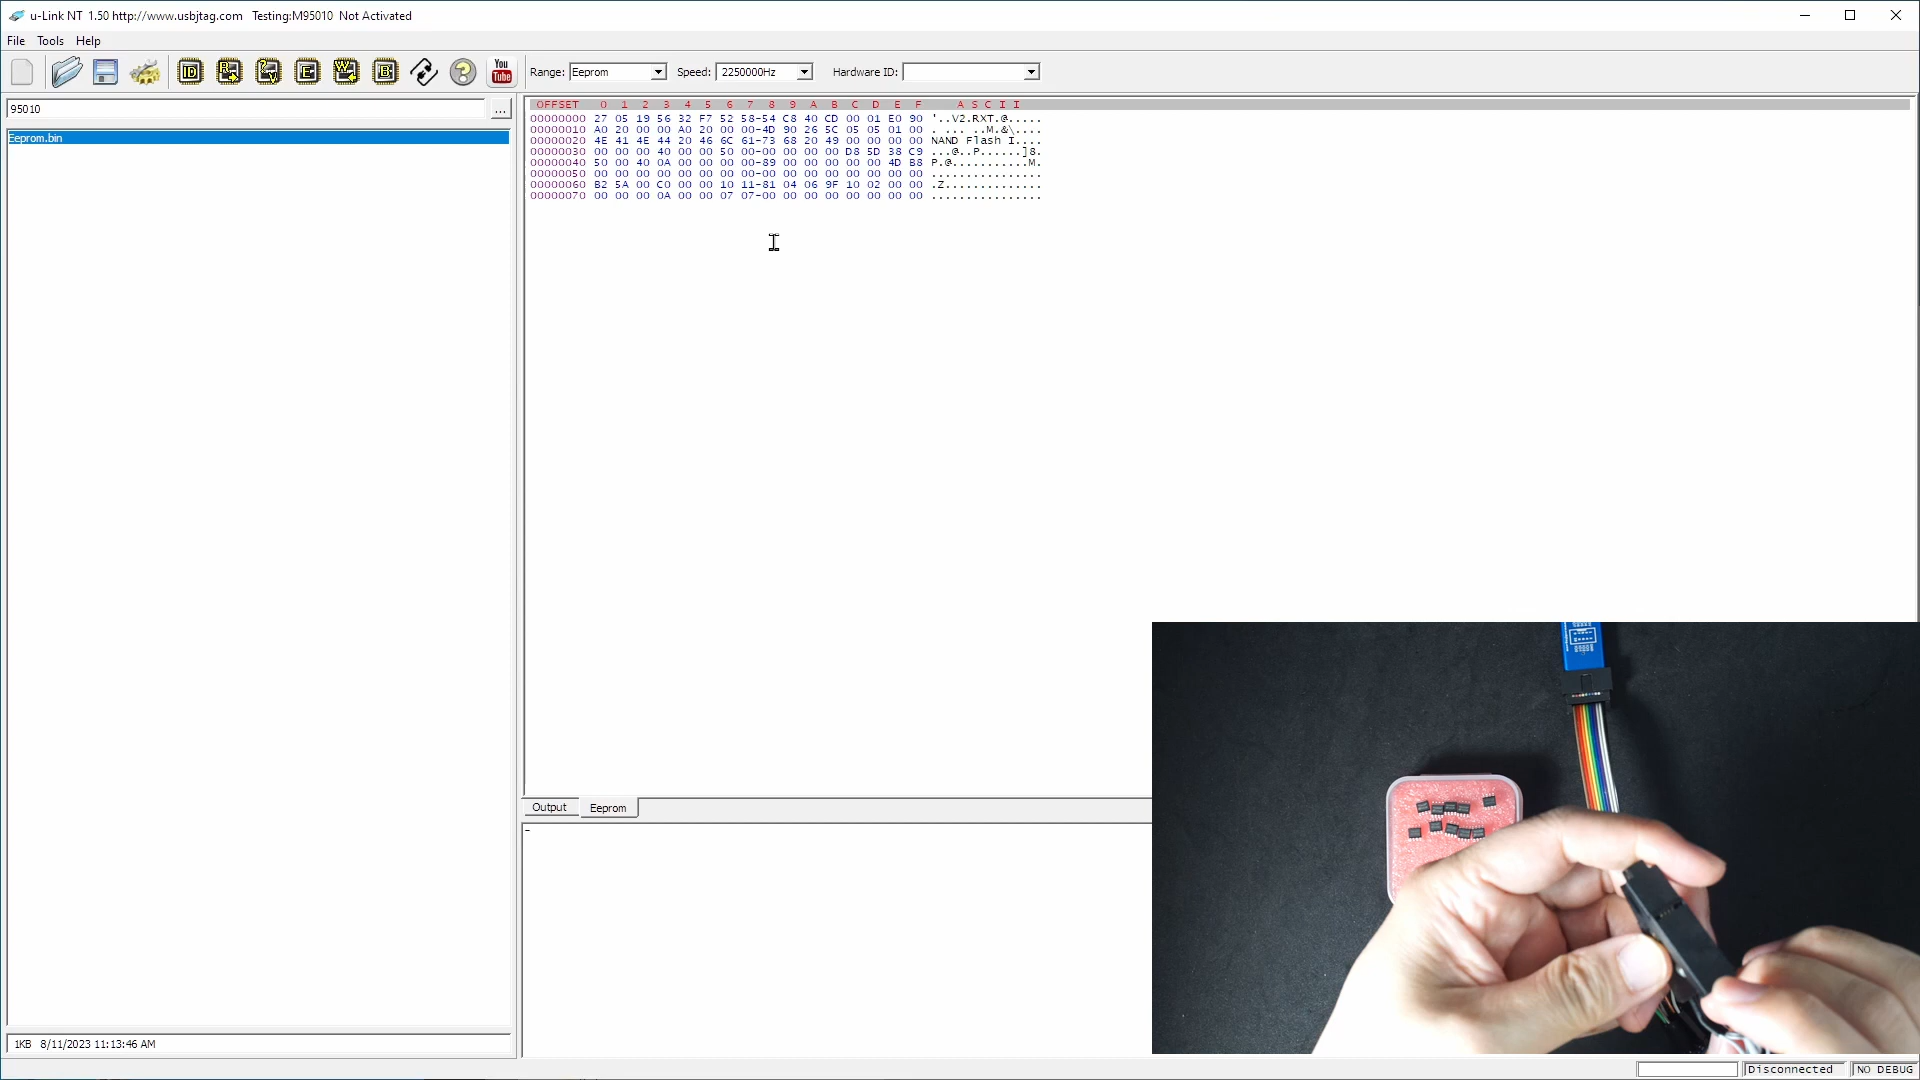 u-Link NT 1.50 http://www.usbjtag.com Testing:M95010 Not Activated
File Tools Help
ID R ?V E W B You Tube Range: Eeprom Speed: 2250000Hz Hardware ID:
95010 ...
Eeprom.bin
OFFSET 0 1 2 3 4 5 6 7 8 9 A B C D E F A S C I I
00000000 27 05 19 56 32 F7 52 58-54 C8 40 CD 00 01 E0 90 '..V2.RXT.@.....
00000010 A0 20 00 00 A0 20 00 00-4D 90 26 5C 05 05 01 00 . ... ..M.&\....
00000020 4E 41 4E 44 20 46 6C 61-73 68 20 49 00 00 00 00 NAND Flash I....
00000030 00 00 00 40 00 00 00 50 00-00 00 00 00 D8 5D 38 C9 ...@..P......]8.
00000040 50 00 40 0A 00 00 00 00-89 00 00 00 00 00 4D B8 P.@...........M.
00000050 00 00 00 00 00 00 00 00-00 00 00 00 00 00 00 00 ................
00000060 B2 5A 00 C0 00 00 10 11-81 04 06 9F 10 02 00 00 .Z..............
00000070 00 00 00 0A 00 00 07 07-00 00 00 00 00 00 00 00 ................
Output Eeprom
-
1KB 8/11/2023 11:13:46 AM
Disconnected NO DEBUG